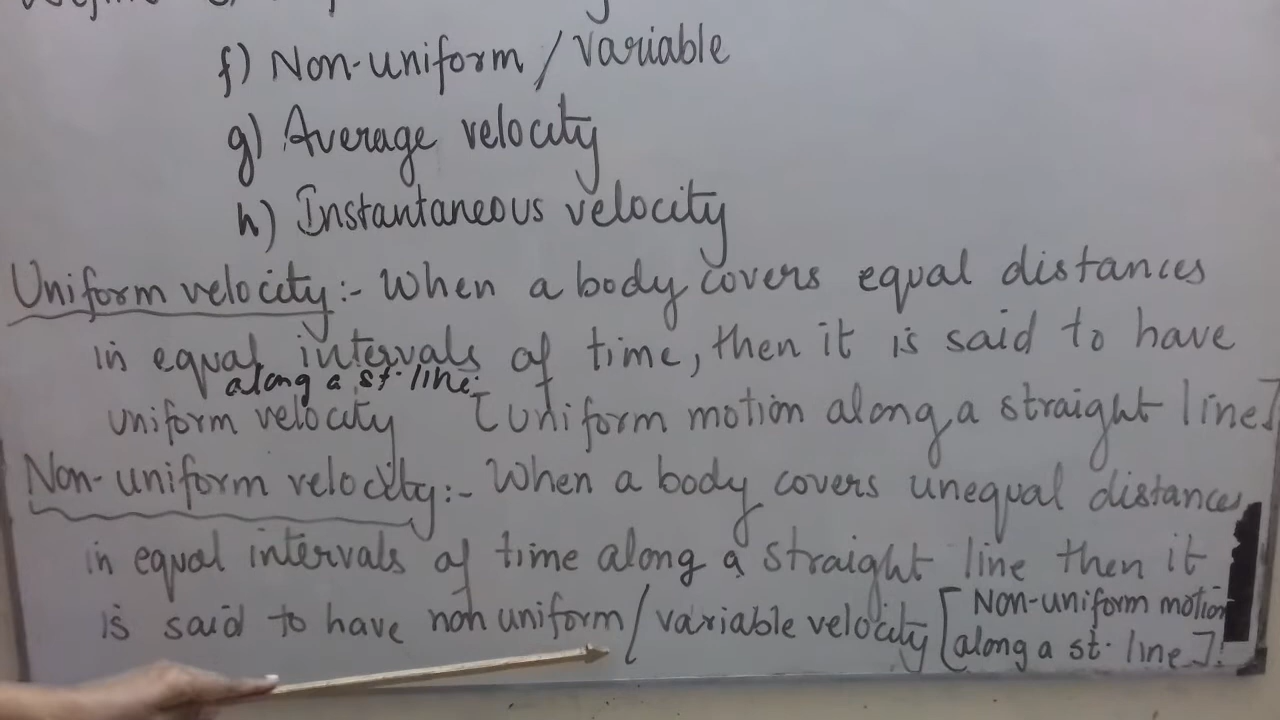 f) Non-uniform / variable
g) Average velocity
h) Instantaneous velocity
Uniform velocity:- When a body covers equal distances
in equal intervals of time, then it is said to have
along a st. line.
uniform velocity [Uniform motion along a straight line]
Non-uniform velocity:- When a body covers unequal distances
in equal intervals of time along a straight line then it
is said to have non uniform / variable velocity [Non-uniform motion
along a st. line].